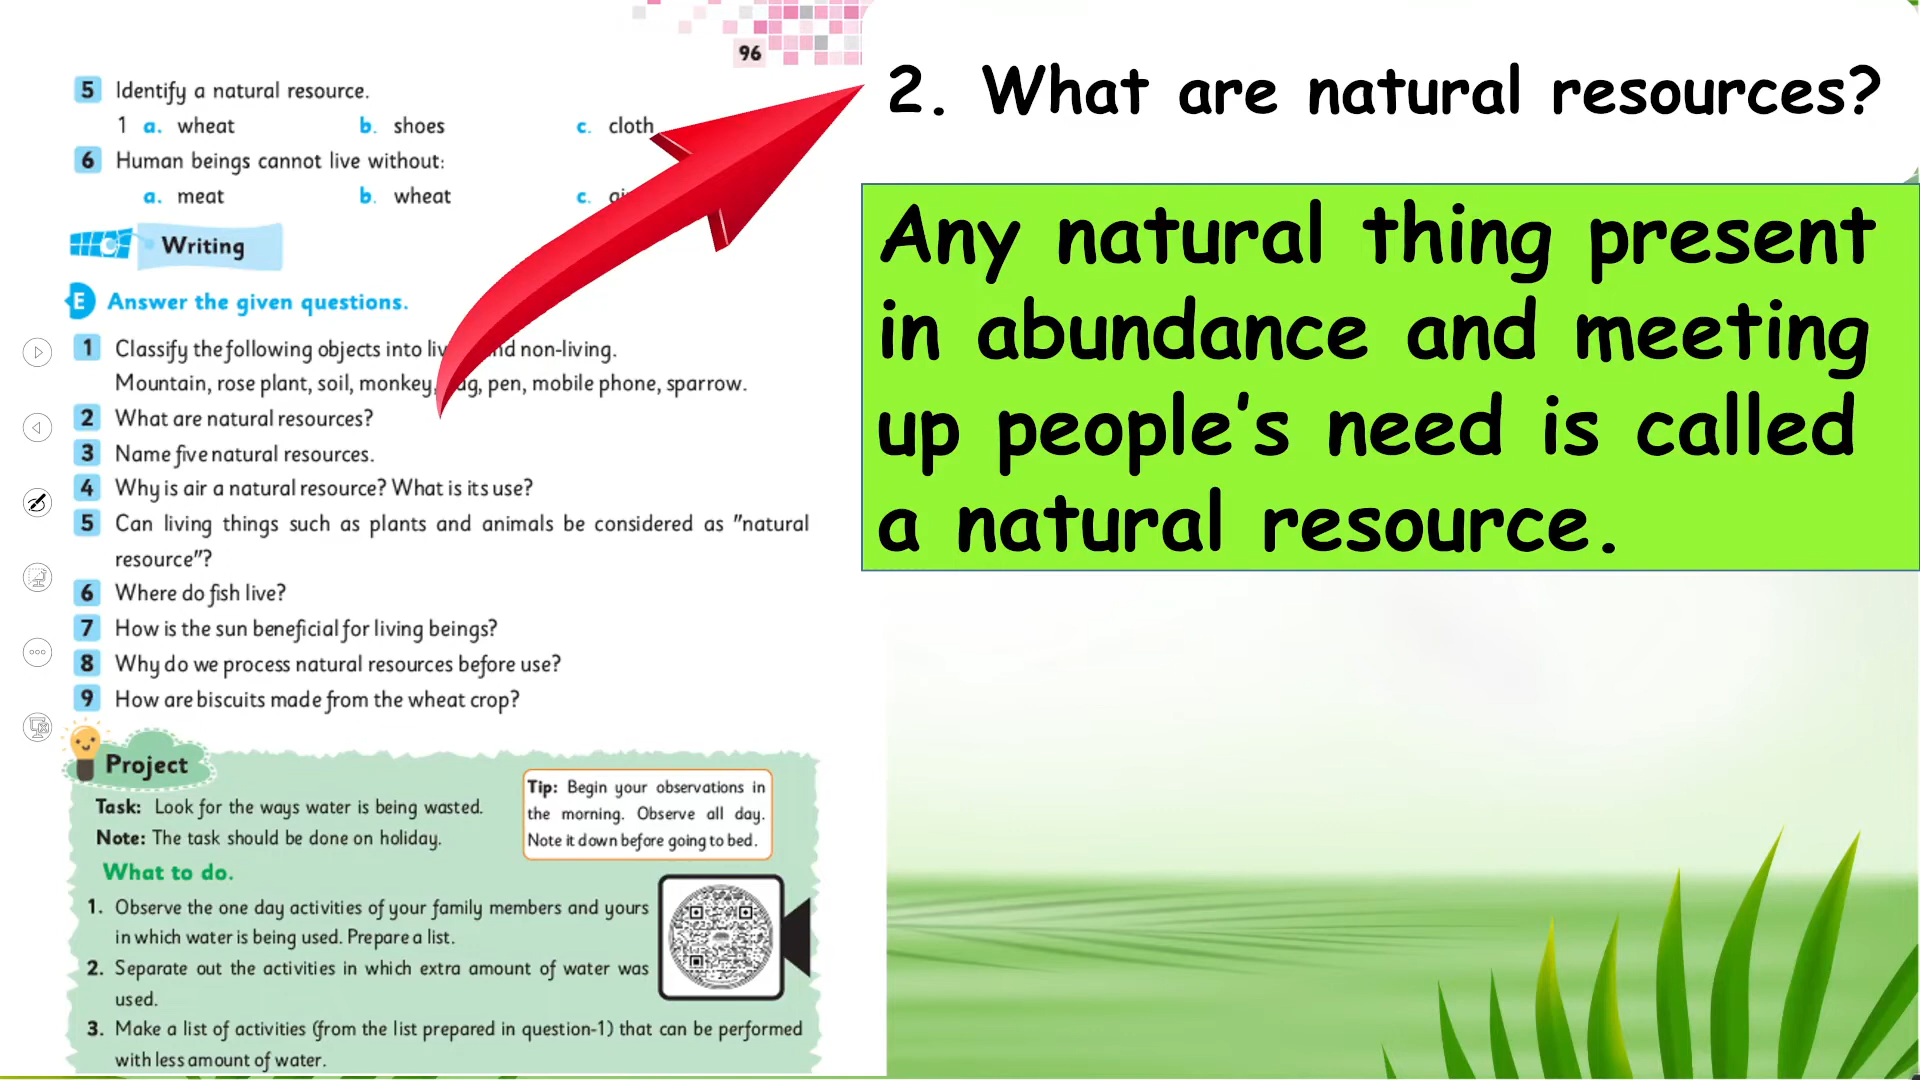 96
5 Identify a natural resource.
1 a. wheat b. shoes c. cloth
6 Human beings cannot live without:
a. meat b. wheat c.
Writing
E Answer the given questions.
1 Classify the following objects into and non-living.
Mountain, rose plant, soil, monkey, pen, mobile phone, sparrow.
2 What are natural resources?
3 Name five natural resources.
4 Why is air a natural resource? What is its use?
5 Can living things such as plants and animals be considered as "natural
resource"?
6 Where do fish live?
7 How is the sun beneficial for living beings?
8 Why do we process natural resources before use?
9 How are biscuits made from the wheat crop?
Project
Task: Look for the ways water is being wasted.
Note: The task should be done on holiday.
Tip: Begin your observations in
the morning. Observe all day.
Note it down before going to bed.
What to do.
1. Observe the one day activities of your family members and yours
in which water is being used. Prepare a list.
2. Separate out the activities in which extra amount of water was
used.
3. Make a list of activities (from the list prepared in question-1) that can be performed
with less amount of water.
2. What are natural resources?
Any natural thing present
in abundance and meeting
up people's need is called
a natural resource.